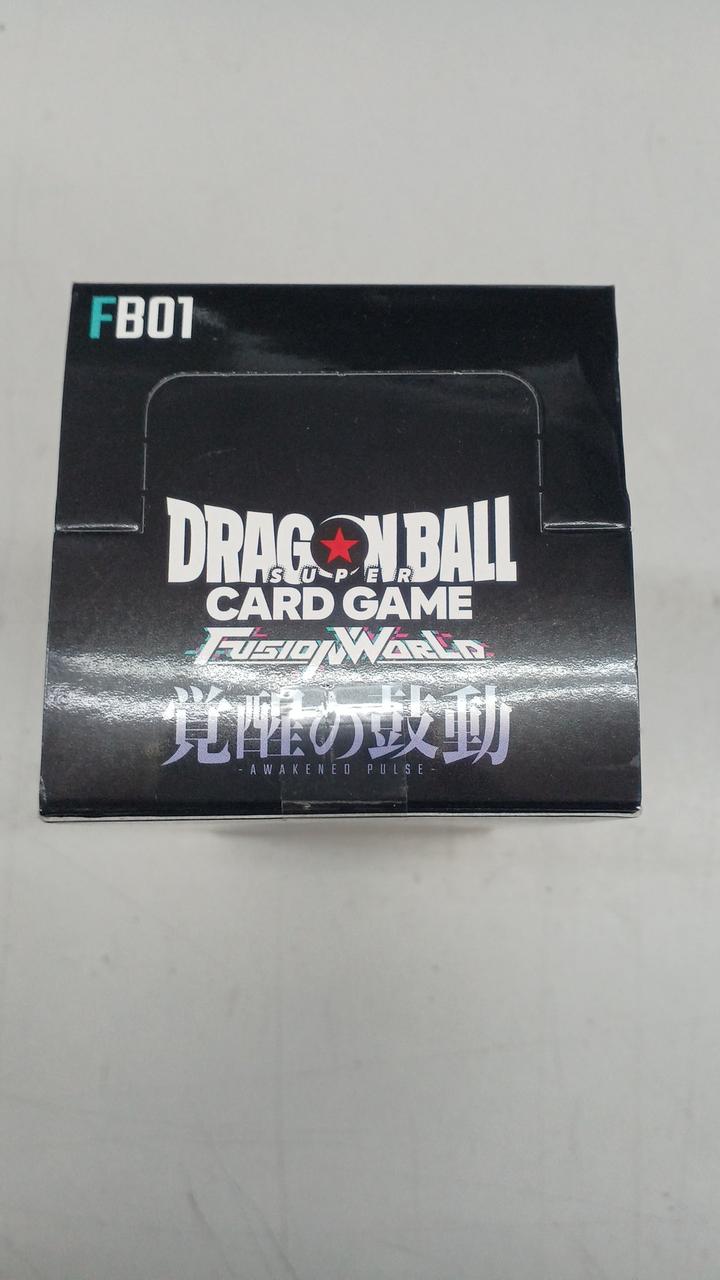 FB01
DRAGON BALL
SUPER
CARD GAME
FUSION WORLD
覚醒の鼓動
-AWAKENED PULSE-